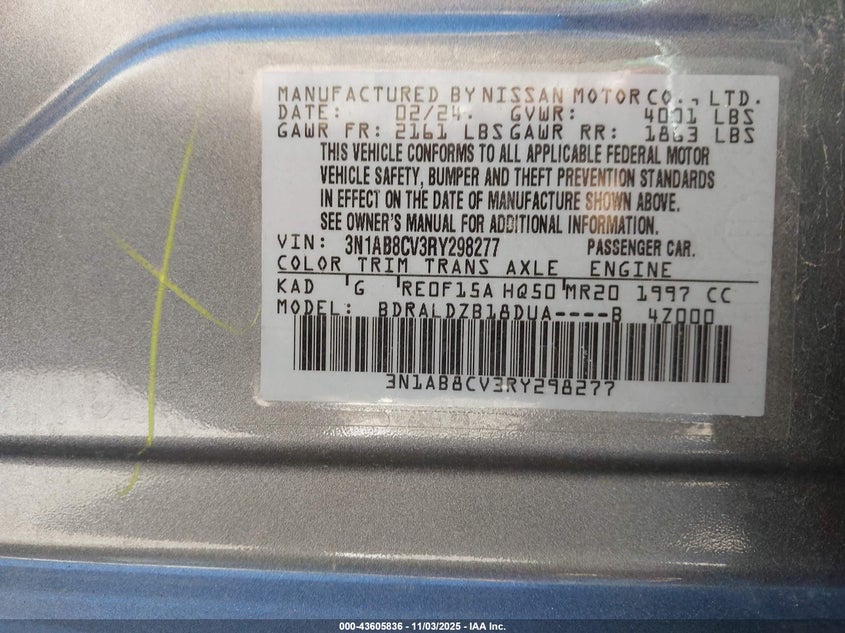 MANUFACTURED BY NISSAN MOTOR CO., LTD.
DATE: 02/24. GVWR: 4001 LBS
GAWR FR: 2161 LBS GAWR RR: 1863 LBS
THIS VEHICLE CONFORMS TO ALL APPLICABLE FEDERAL MOTOR
VEHICLE SAFETY, BUMPER AND THEFT PREVENTION STANDARDS
IN EFFECT ON THE DATE OF MANUFACTURE SHOWN ABOVE.
SEE OWNER'S MANUAL FOR ADDITIONAL INFORMATION.
VIN: 3N1AB8CV3RY298277 PASSENGER CAR.
COLOR TRIM TRANS AXLE ENGINE
KAD G RE0F15A HQ50 MR20 1997 CC
MODEL: BDRALDZB18DUA----B 4Z000
3N1AB8CV3RY298277
000-43605836 - 11/03/2025 - IAA Inc.